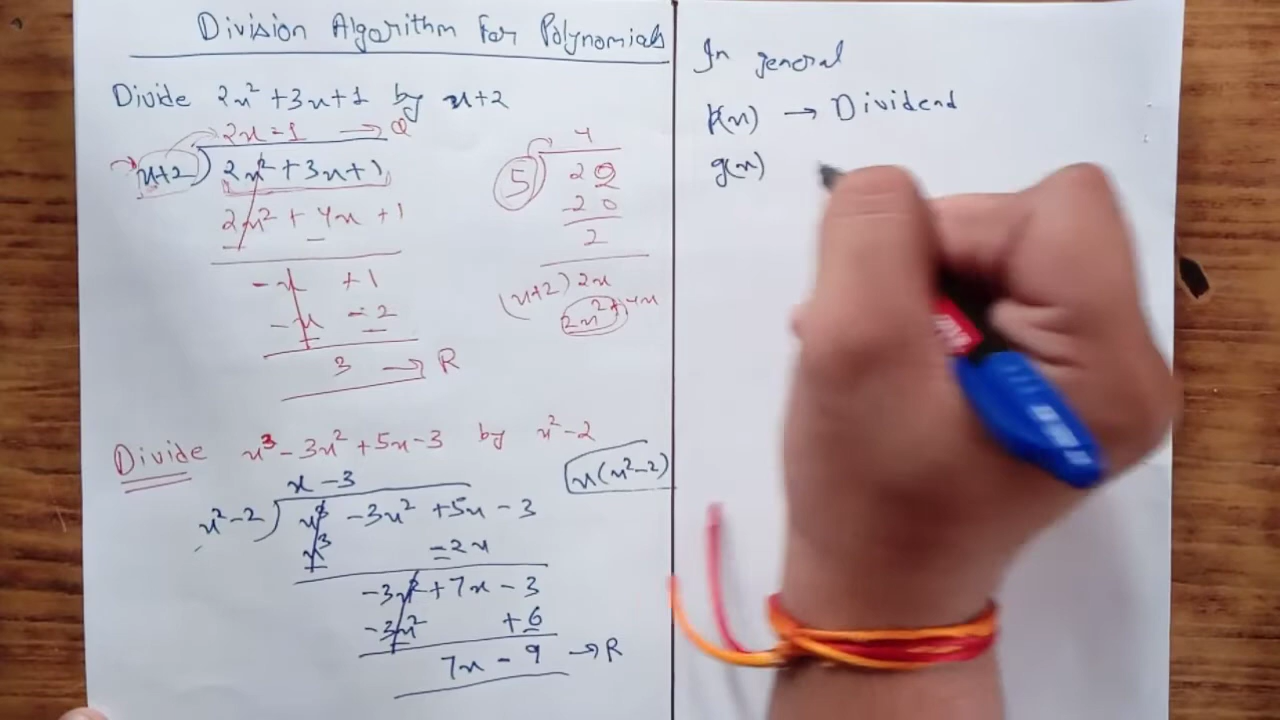 Division Algorithm For Polynomials
Divide 2x² + 3x + 1 by x+2
2x - 1 → Q
x+2 ) 2x² + 3x + 1
2x² + 4x + 1
-x + 1
-x - 2
3 → R
4
5 ) 22
20
2
(x+2) 2x
2x² + 4x
Divide x³ - 3x² + 5x - 3 by x² - 2
x(x²-2)
x - 3
x² - 2 ) x³ - 3x² + 5x - 3
x³ - 2x
-3x² + 7x - 3
-3x² + 6
7x - 9 → R
In general
p(x) → Dividend
g(x)